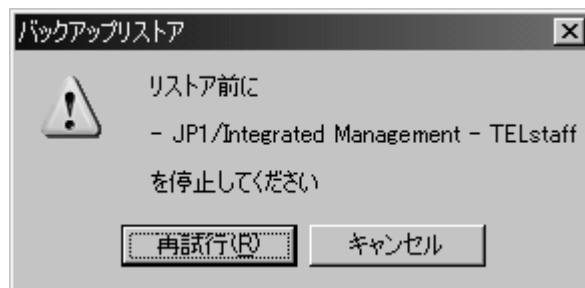 バックアップリストア
リストア前に
- JP1/Integrated Management - TELstaff
を停止してください
再試行(R)
キャンセル